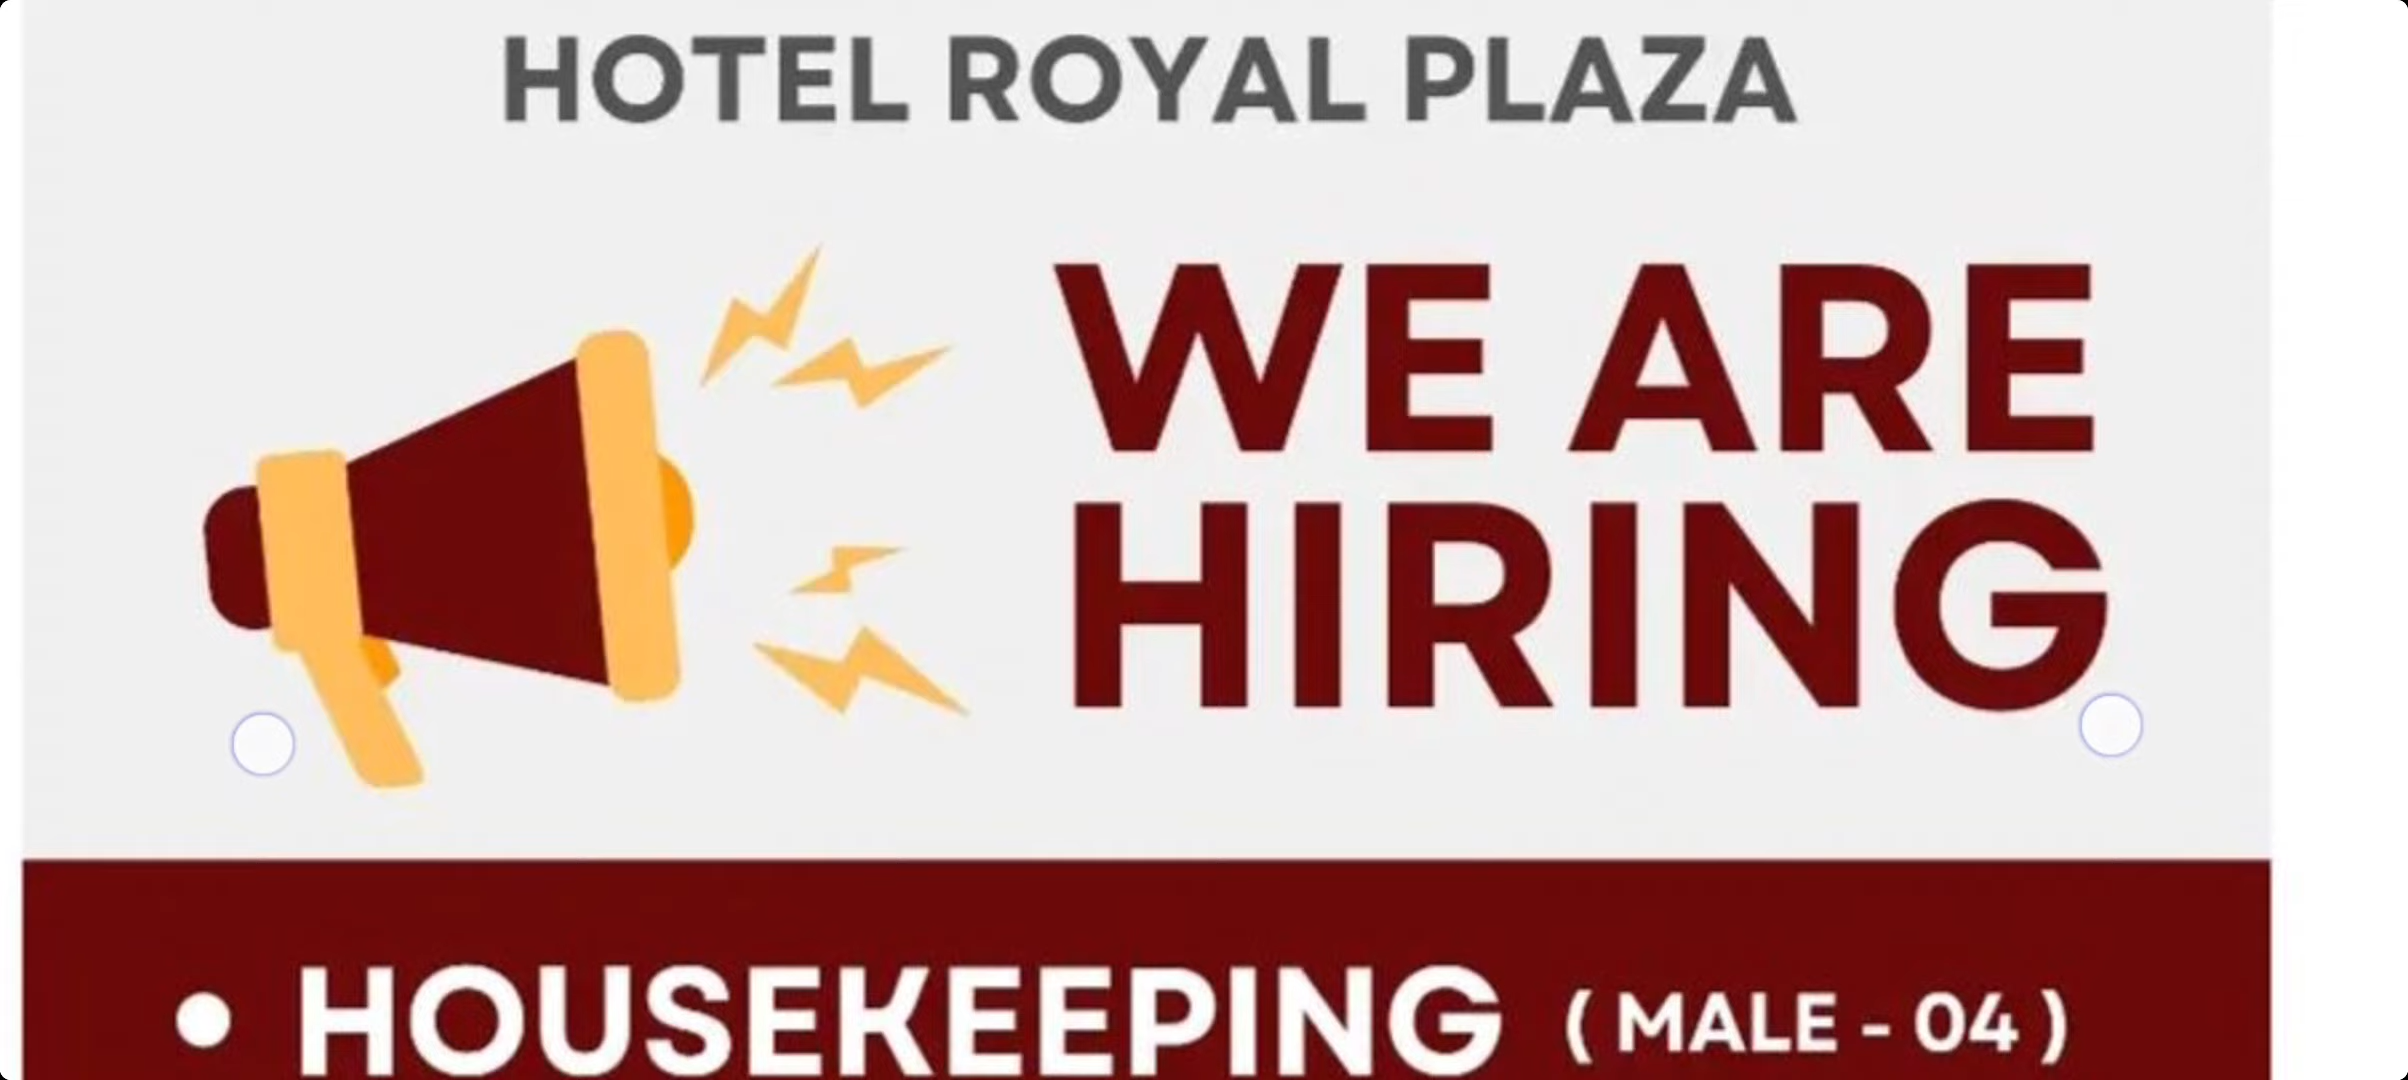 HOTEL ROYAL PLAZA
WE ARE
HIRING
• HOUSEKEEPING ( MALE - 04 )